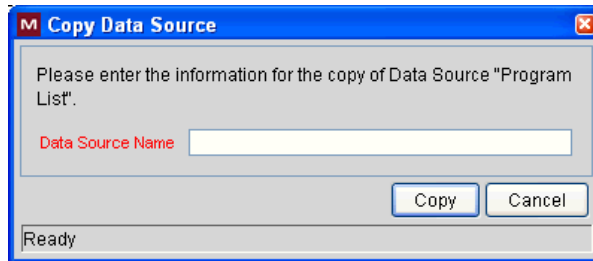 M Copy Data Source
Please enter the information for the copy of Data Source "Program
List".
Data Source Name
Copy Cancel
Ready